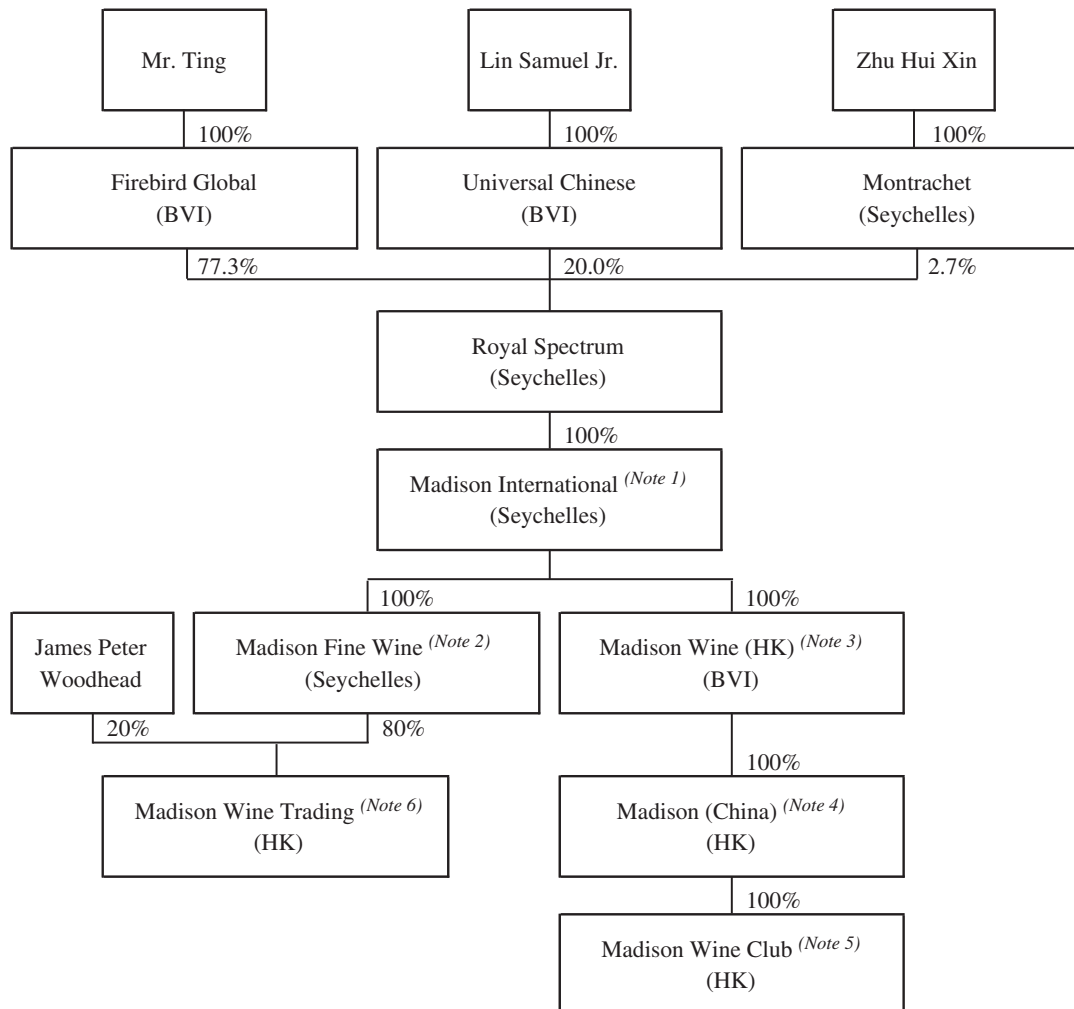 Mr. Ting
Lin Samuel Jr.
Zhu Hui Xin
100%
100%
100%
Firebird Global
(BVI)
Universal Chinese
(BVI)
Montrachet
(Seychelles)
77.3%
20.0%
2.7%
Royal Spectrum
(Seychelles)
100%
Madison International (Note 1)
(Seychelles)
100%
100%
James Peter
Woodhead
Madison Fine Wine (Note 2)
(Seychelles)
Madison Wine (HK) (Note 3)
(BVI)
20%
80%
100%
Madison Wine Trading (Note 6)
(HK)
Madison (China) (Note 4)
(HK)
100%
Madison Wine Club (Note 5)
(HK)